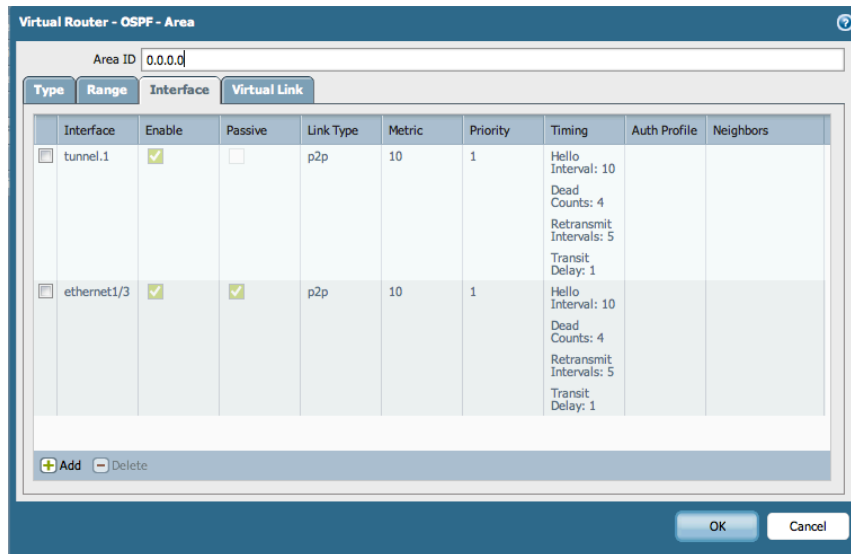 Virtual Router - OSPF - Area
Area ID 0.0.0.0
Type Range Interface Virtual Link
Interface Enable Passive Link Type Metric Priority Timing Auth Profile Neighbors
tunnel.1 p2p 10 1 Hello
Interval: 10
Dead
Counts: 4
Retransmit
Intervals: 5
Transit
Delay: 1
ethernet1/3 p2p 10 1 Hello
Interval: 10
Dead
Counts: 4
Retransmit
Intervals: 5
Transit
Delay: 1
Add Delete
OK Cancel